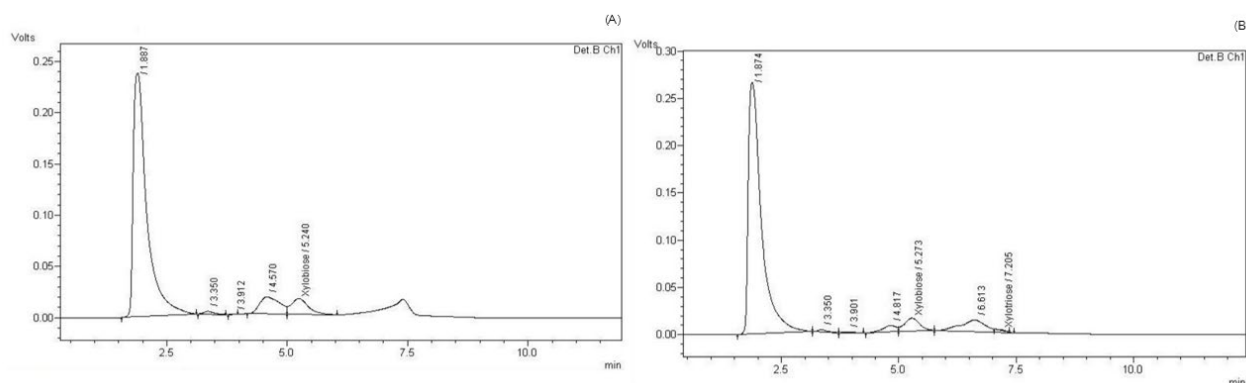 (A)
Volts
Det.B Ch1
0.25
0.20
0.15
0.10
0.05
0.00
/ 1.887
/ 3.350
/ 3.912
/ 4.570
Xylobiose / 5.240
2.5 5.0 7.5 10.0
min
(B
Volts
Det.B Ch1
0.30
0.25
0.20
0.15
0.10
0.05
0.00
/ 1.874
/ 3.350
/ 3.901
/ 4.817
Xylobiose / 5.273
/ 6.613
Xylotriose / 7.205
2.5 5.0 7.5 10.0
min